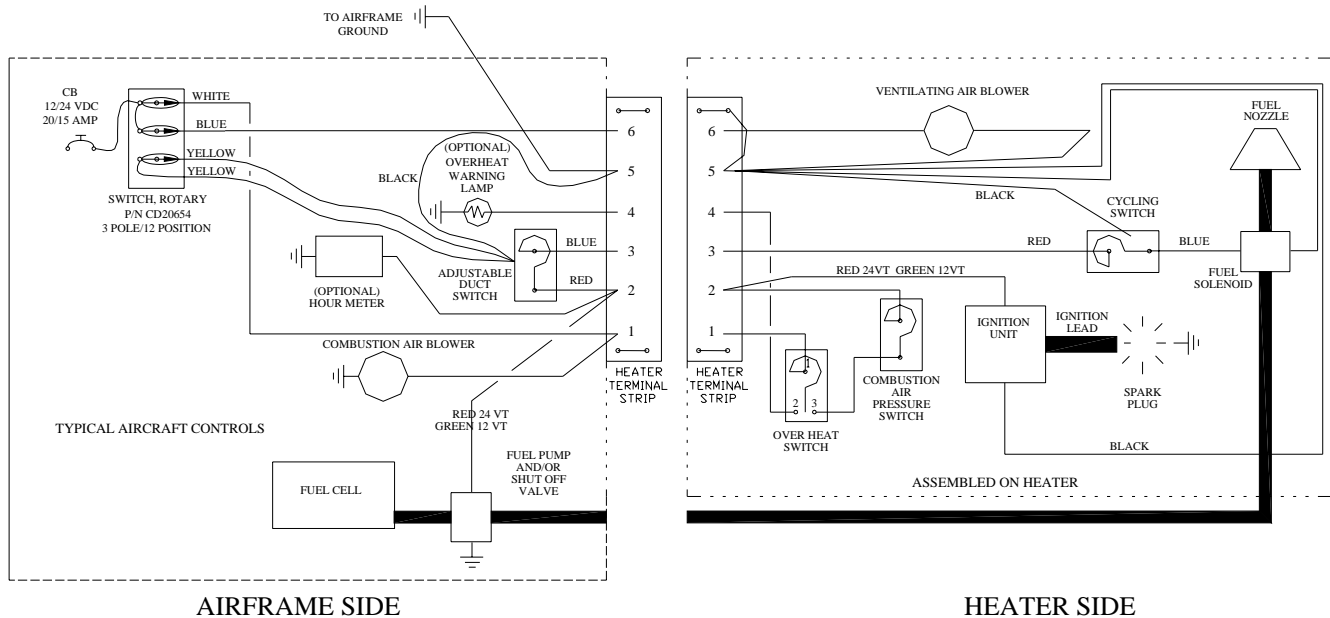 TO AIRFRAME
GROUND
CB
12/24 VDC
20/15 AMP
WHITE
BLUE
YELLOW
YELLOW
SWITCH, ROTARY
P/N CD20654
3 POLE/12 POSITION
BLACK
(OPTIONAL)
OVERHEAT
WARNING
LAMP
(OPTIONAL)
HOUR METER
ADJUSTABLE
DUCT
SWITCH
BLUE
RED
COMBUSTION AIR BLOWER
6
5
4
3
2
1
HEATER
TERMINAL
STRIP
RED 24 VT
GREEN 12 VT
TYPICAL AIRCRAFT CONTROLS
FUEL CELL
FUEL PUMP
AND/OR
SHUT OFF
VALVE
AIRFRAME SIDE
6
5
4
3
2
1
HEATER
TERMINAL
STRIP
VENTILATING AIR BLOWER
FUEL
NOZZLE
BLACK
CYCLING
SWITCH
RED
BLUE
FUEL
SOLENOID
RED 24VT GREEN 12VT
IGNITION
UNIT
IGNITION
LEAD
SPARK
PLUG
1
2 3
OVER HEAT
SWITCH
COMBUSTION
AIR
PRESSURE
SWITCH
BLACK
ASSEMBLED ON HEATER
HEATER SIDE